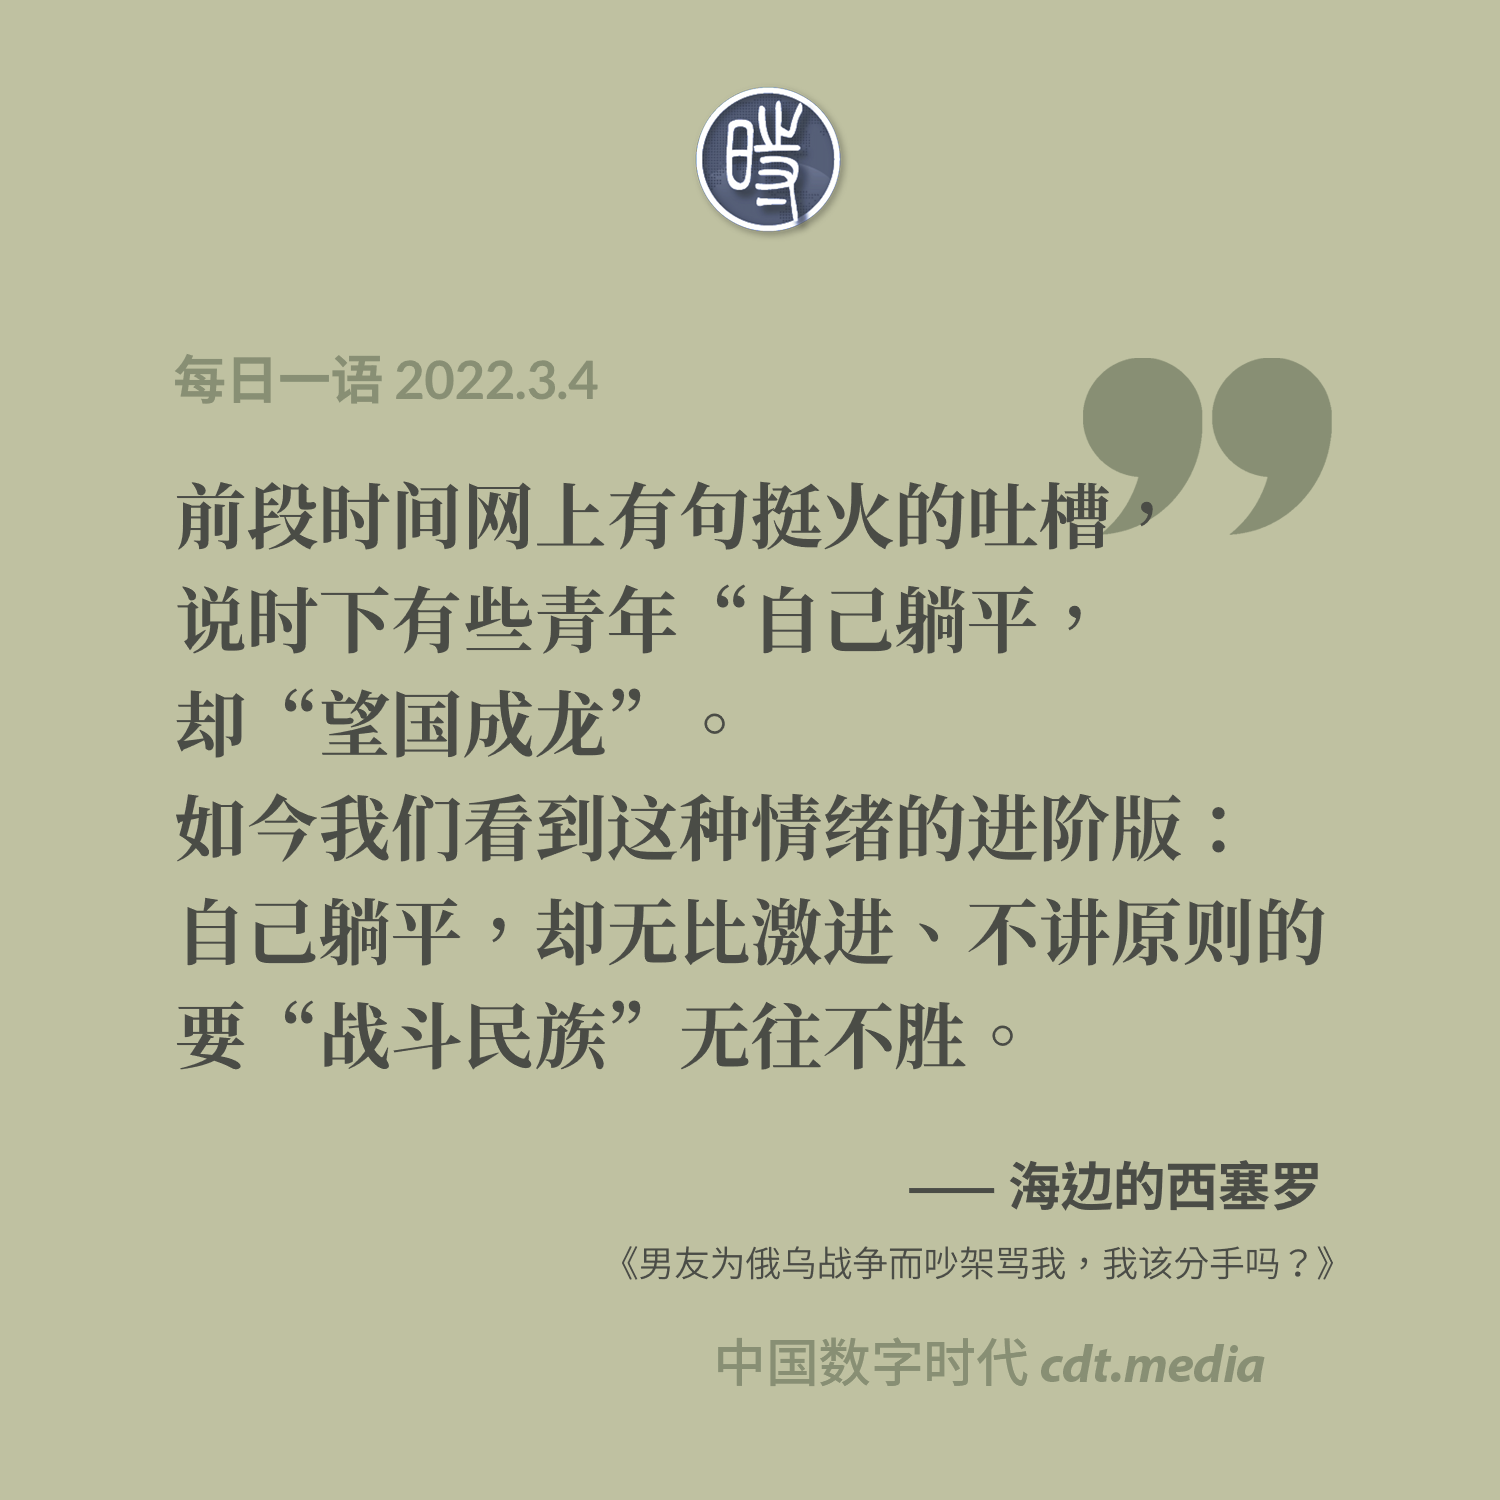 時
每日一语 2022.3.4
前段时间网上有句挺火的吐槽，
说时下有些青年“自己躺平，
却“望国成龙”。
如今我们看到这种情绪的进阶版：
自己躺平，却无比激进、不讲原则的
要“战斗民族”无往不胜。
—— 海边的西塞罗
《男友为俄乌战争而吵架骂我，我该分手吗？》
中国数字时代 cdt.media